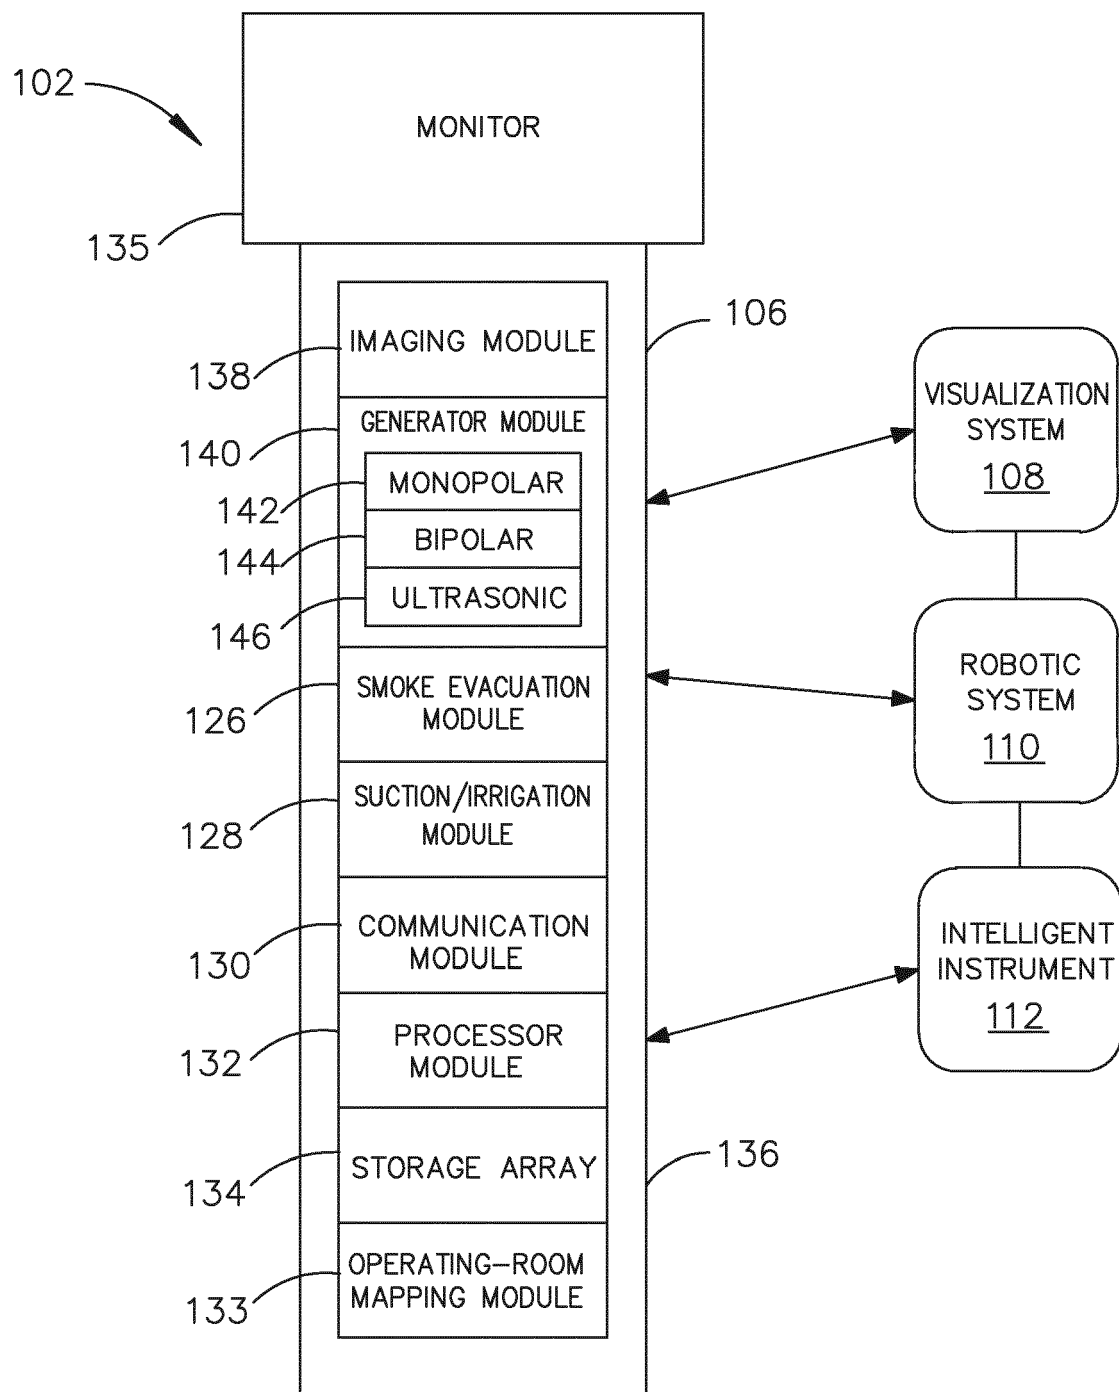 102
MONITOR
135
106
IMAGING MODULE
138
GENERATOR MODULE
140
MONOPOLAR
142
BIPOLAR
144
ULTRASONIC
146
SMOKE EVACUATION
MODULE
126
SUCTION/IRRIGATION
MODULE
128
COMMUNICATION
MODULE
130
PROCESSOR
MODULE
132
136
STORAGE ARRAY
134
OPERATING-ROOM
MAPPING MODULE
133
VISUALIZATION
SYSTEM
108
ROBOTIC
SYSTEM
110
INTELLIGENT
INSTRUMENT
112